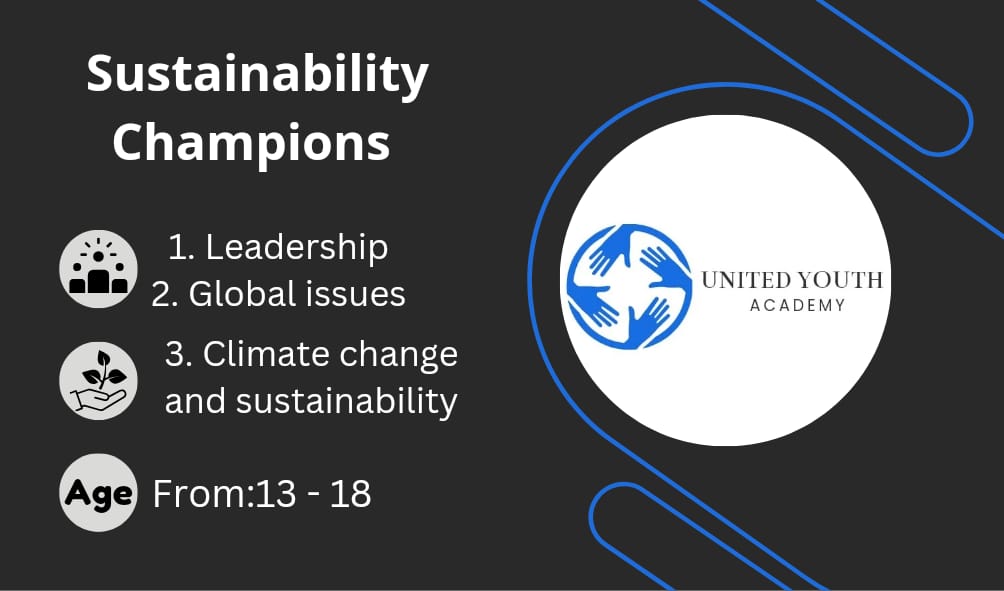 Sustainability
Champions
1. Leadership
2. Global issues
3. Climate change
and sustainability
Age From:13 - 18
UNITED YOUTH
ACADEMY